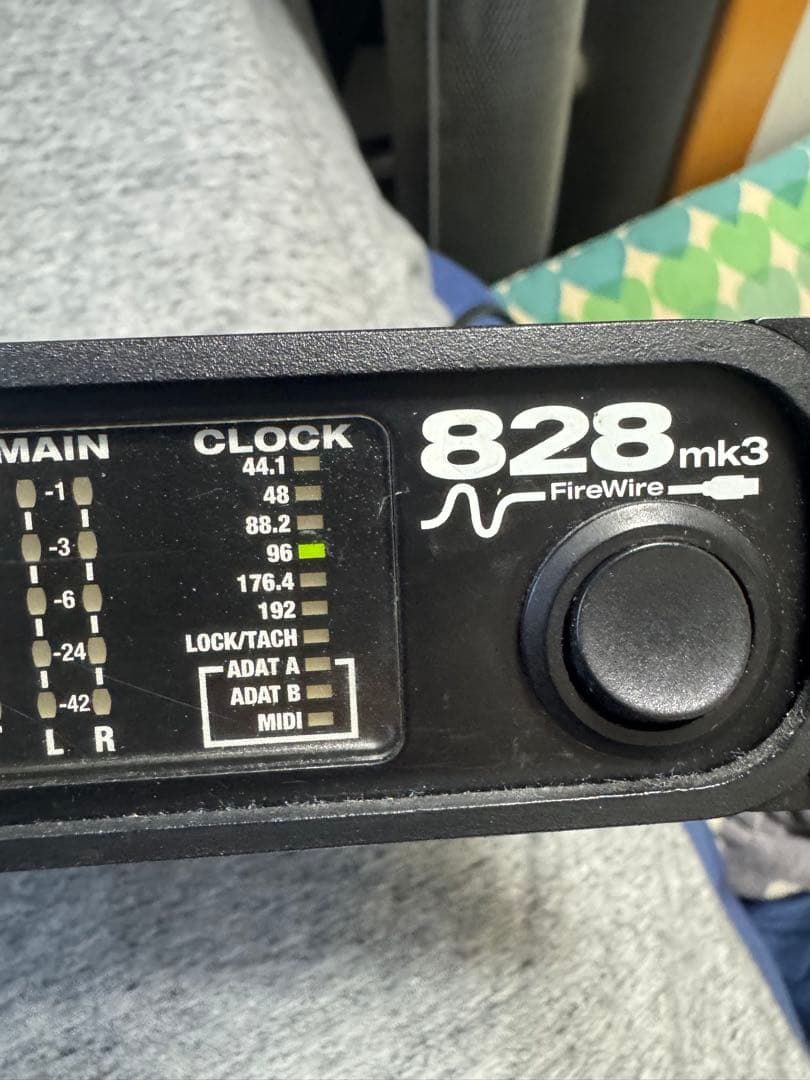 MAIN
-1
-3
-6
-24
-42
L R
CLOCK
44.1
48
88.2
96
176.4
192
LOCK/TACH
ADAT A
ADAT B
MIDI
828mk3
FireWire